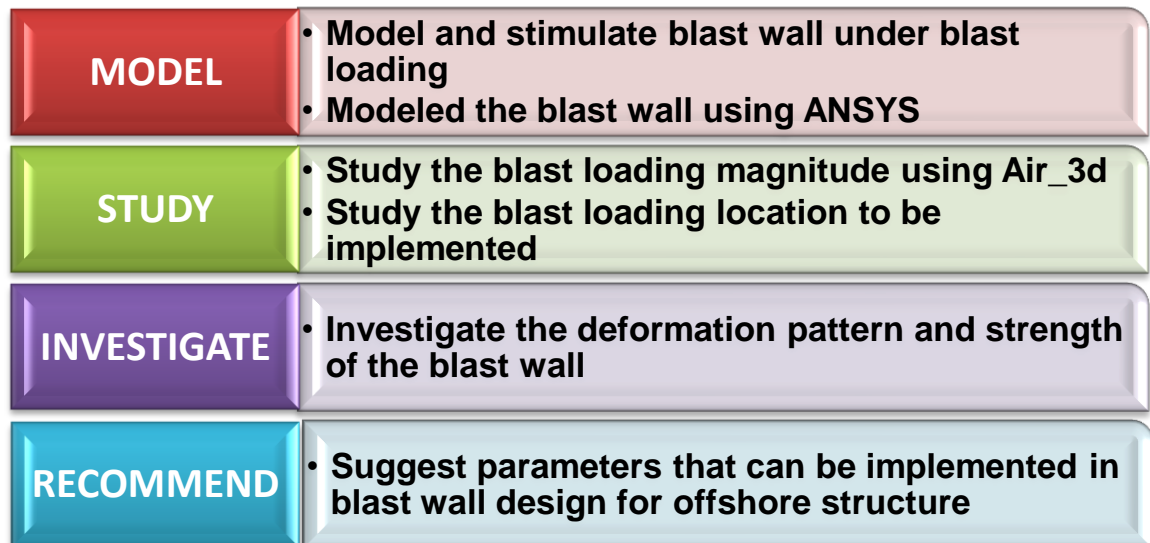 MODEL
• Model and stimulate blast wall under blast
loading
• Modeled the blast wall using ANSYS
STUDY
• Study the blast loading magnitude using Air_3d
• Study the blast loading location to be
implemented
INVESTIGATE
• Investigate the deformation pattern and strength
of the blast wall
RECOMMEND
• Suggest parameters that can be implemented in
blast wall design for offshore structure